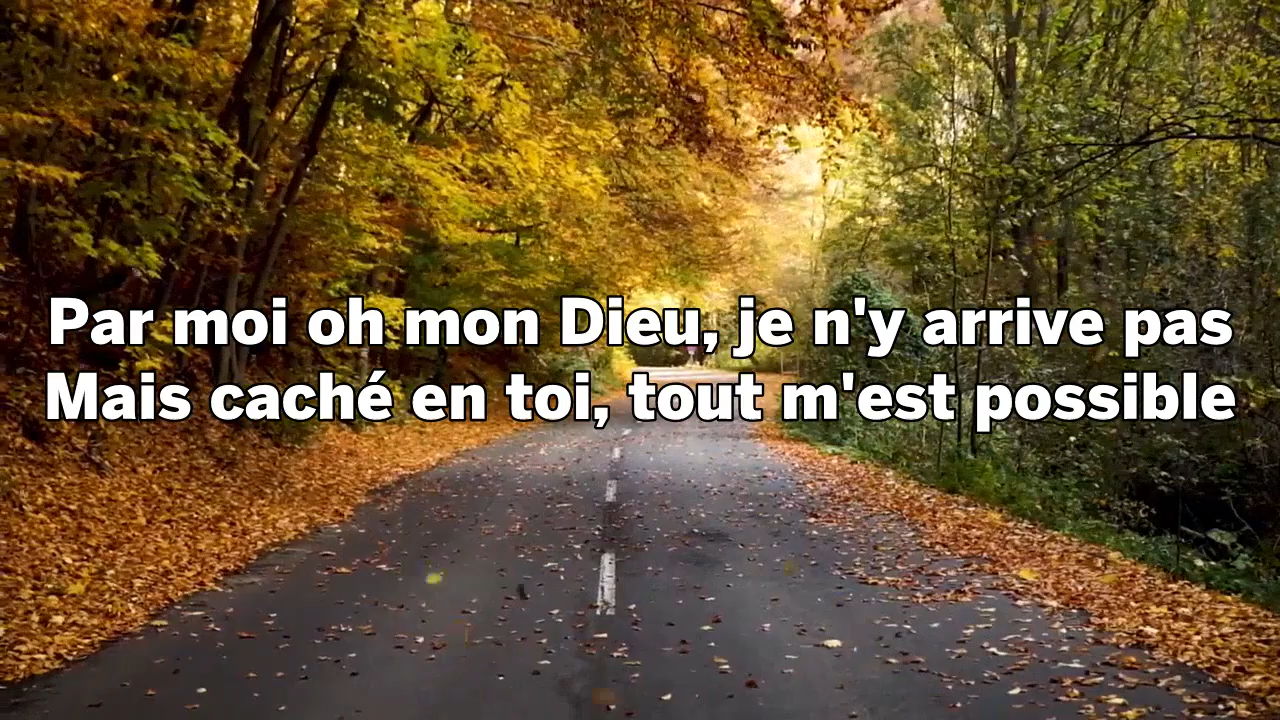 Par moi oh mon Dieu, je n'y arrive pas
Mais caché en toi, tout m'est possible